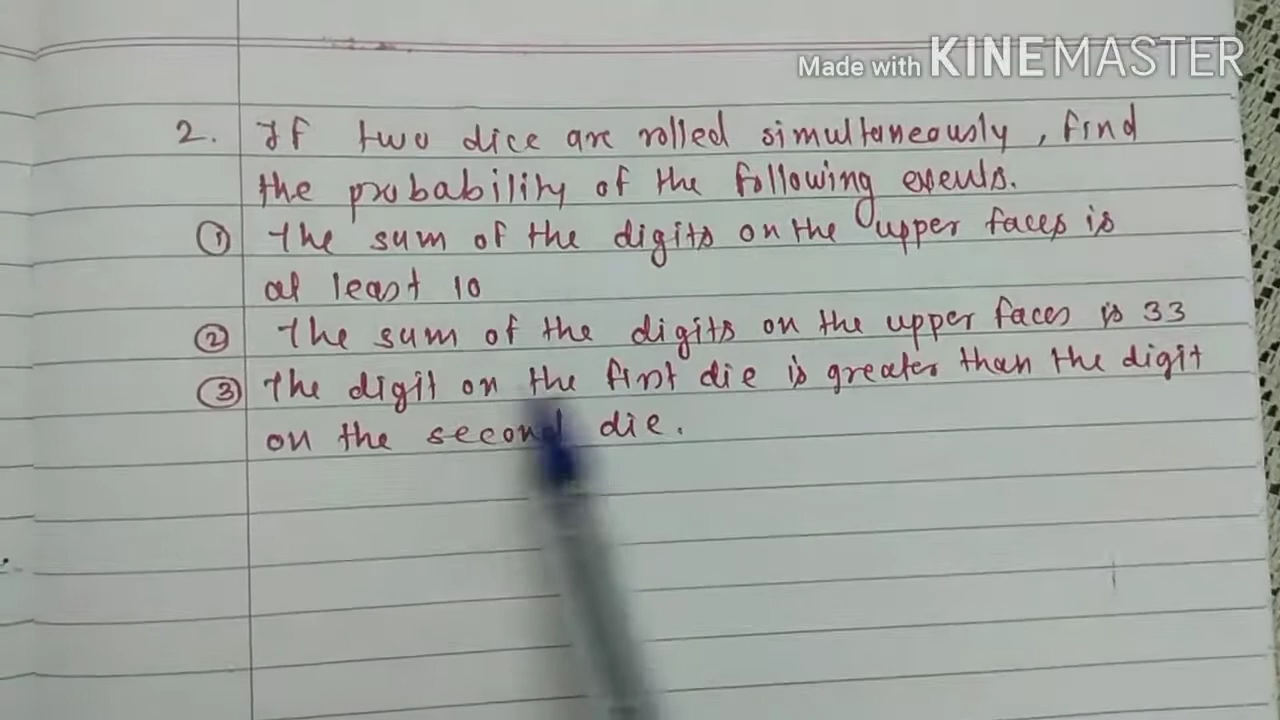 Made with KINEMASTER
2. If two dice are rolled simultaneously, find
the probability of the following events.
① The sum of the digits on the upper faces is
at least 10
② The sum of the digits on the upper faces is 33
③ The digit on the first die is greater than the digit
on the second die.